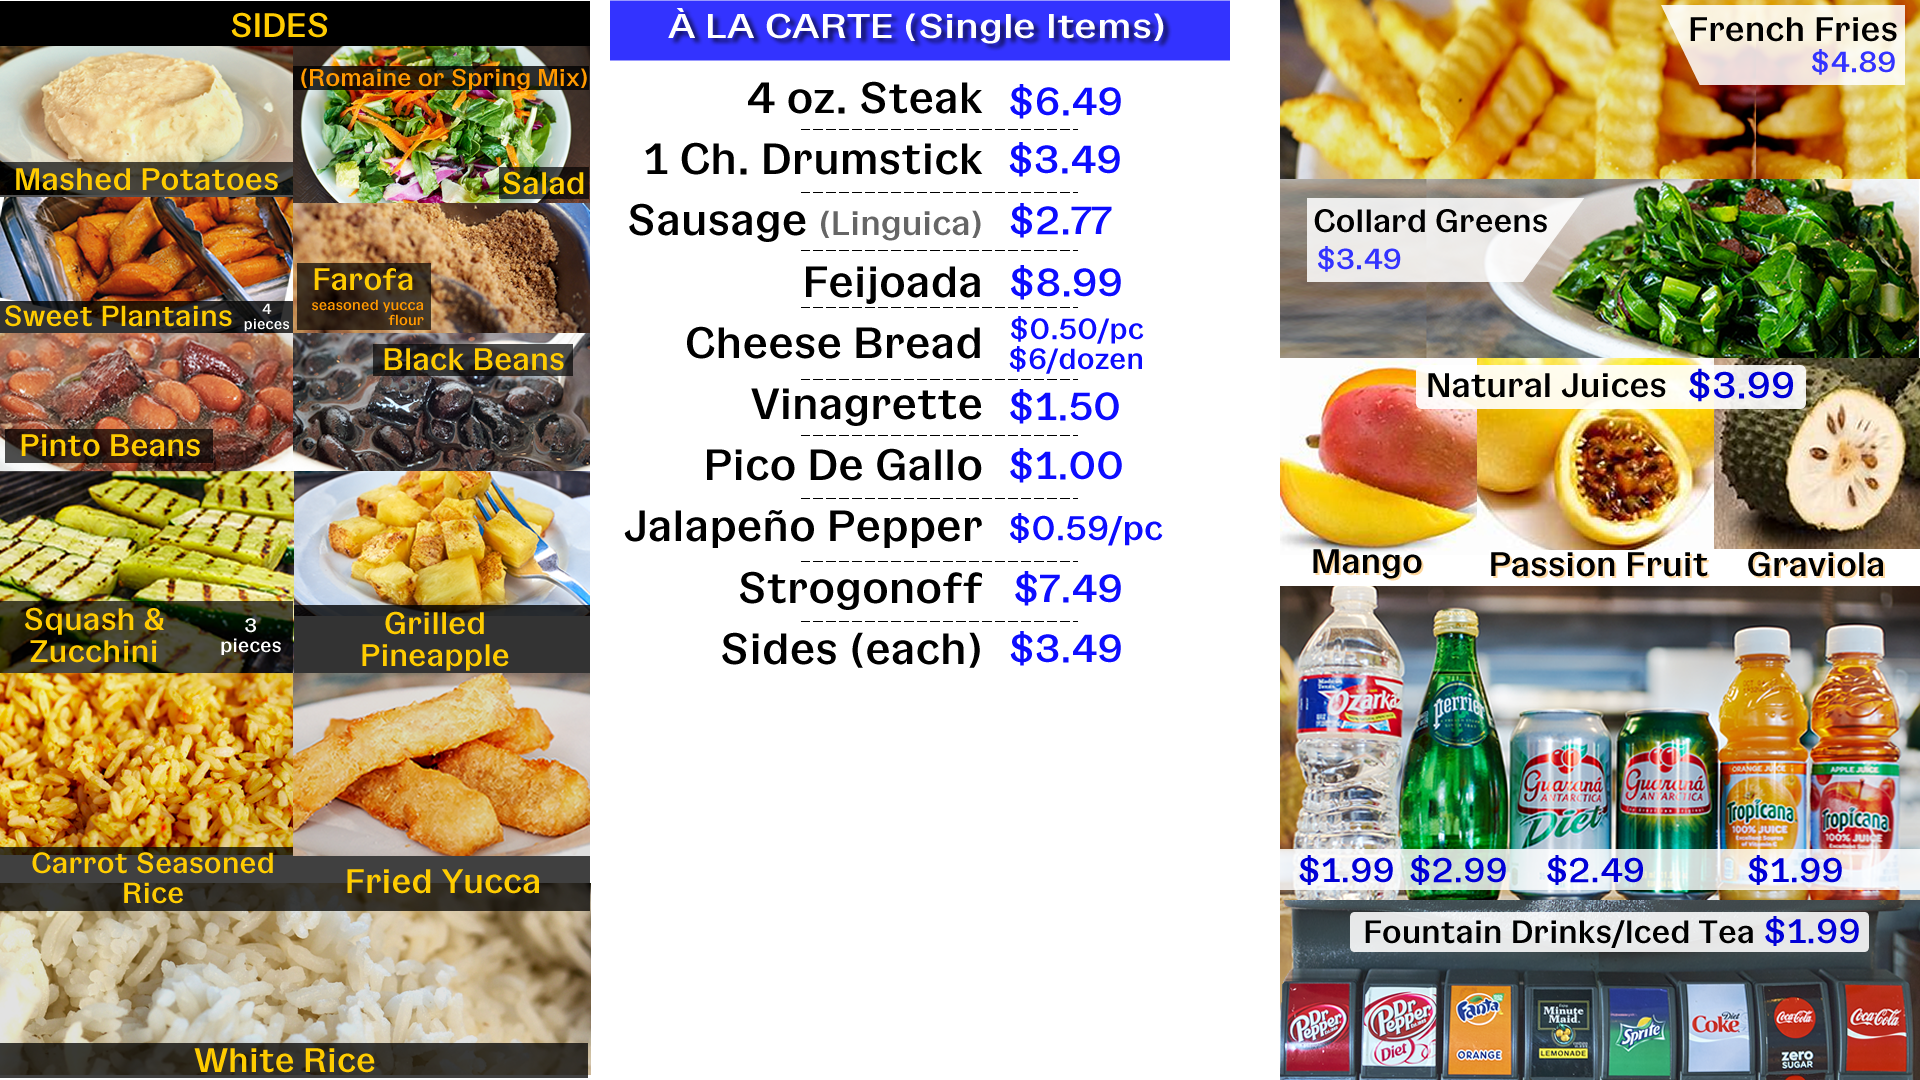 SIDES
(Romaine or Spring Mix)
Mashed Potatoes
Salad
Sweet Plantains
4
pieces
Farofa
seasoned yucca
flour
Pinto Beans
Black Beans
Squash &
Zucchini
3
pieces
Grilled
Pineapple
Carrot Seasoned
Rice
Fried Yucca
White Rice
À LA CARTE (Single Items)
4 oz. Steak $6.49
1 Ch. Drumstick $3.49
Sausage (Linguica) $2.77
Feijoada $8.99
Cheese Bread $0.50/pc
$6/dozen
Vinagrette $1.50
Pico De Gallo $1.00
Jalapeño Pepper $0.59/pc
Strogonoff $7.49
Sides (each) $3.49
French Fries
$4.89
Collard Greens
$3.49
Natural Juices $3.99
Mango Passion Fruit Graviola
Ozarka
perrier
Guaraná
ANTARCTICA
Diet
Guaraná
ANTARCTICA
ORANGE JUICE
Tropicana
100% JUICE
APPLE JUICE
Tropicana
100% JUICE
$1.99 $2.99 $2.49 $1.99
Fountain Drinks/Iced Tea $1.99
Dr Pepper
Dr Pepper
Diet
Fanta
ORANGE
Minute
Maid
LEMONADE
Sprite
Diet
Coke
Coca-Cola
zero
SUGAR
Coca-Cola